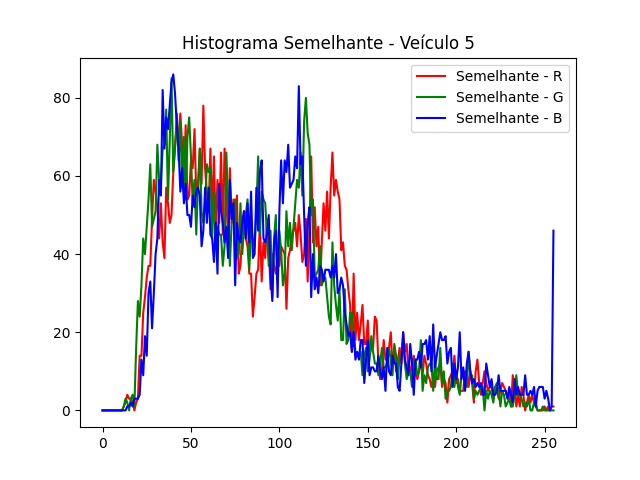 Histograma Semelhante - Veículo 5
Semelhante - R
Semelhante - G
Semelhante - B
80
60
40
20
0
0 50 100 150 200 250